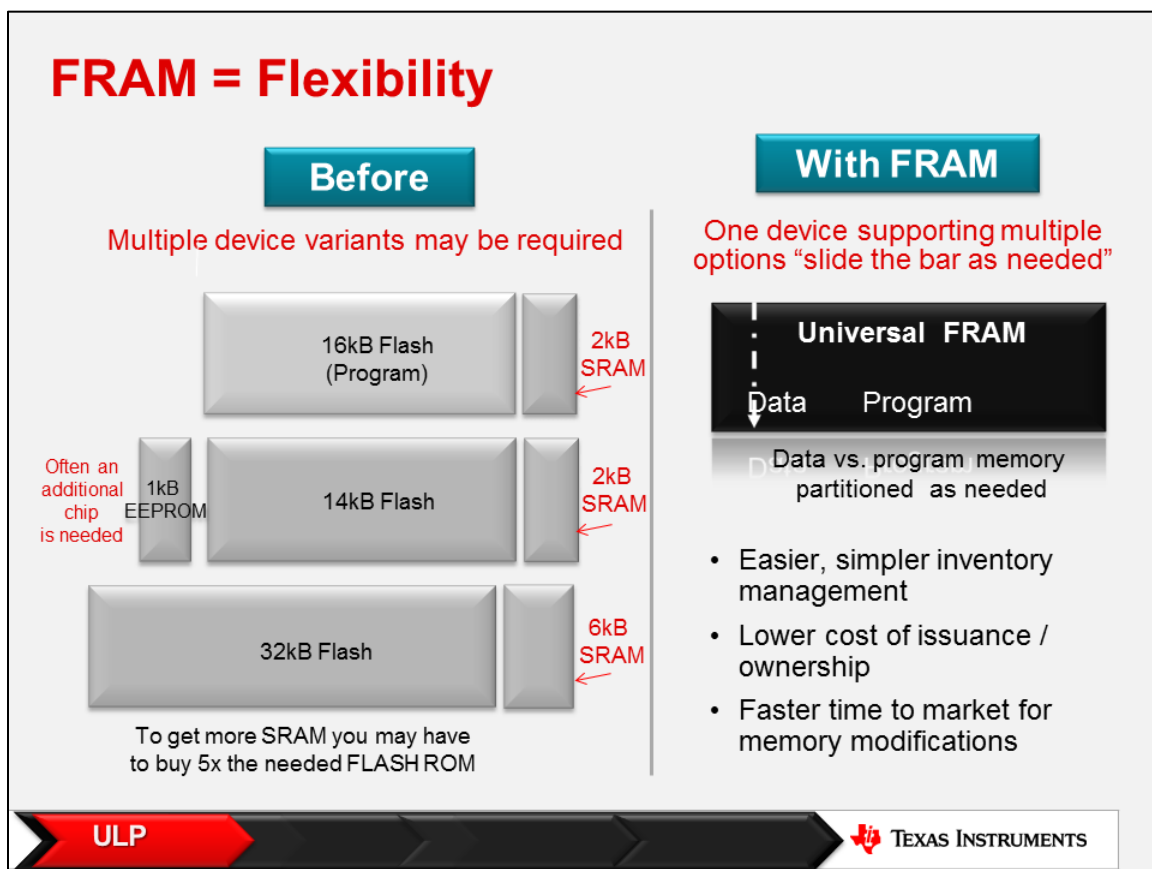 FRAM = Flexibility
Before
Multiple device variants may be required
16kB Flash
(Program)
2kB
SRAM
Often an
additional
chip
is needed
1kB
EEPROM
14kB Flash
2kB
SRAM
32kB Flash
6kB
SRAM
To get more SRAM you may have
to buy 5x the needed FLASH ROM
With FRAM
One device supporting multiple
options “slide the bar as needed”
Universal FRAM
Data Program
Data vs. program memory
partitioned as needed
• Easier, simpler inventory
management
• Lower cost of issuance /
ownership
• Faster time to market for
memory modifications
ULP
TEXAS INSTRUMENTS